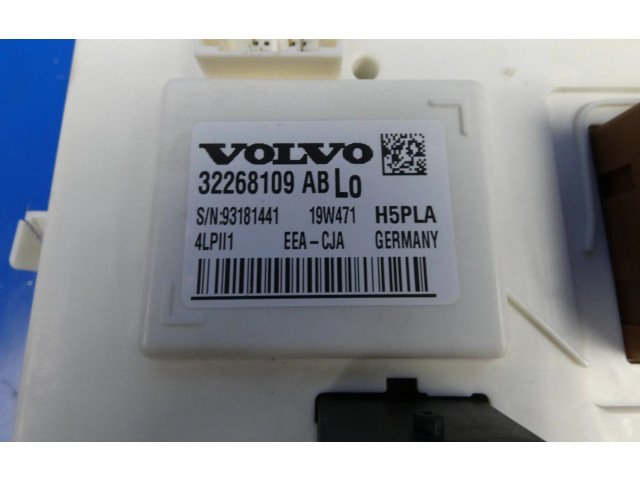 VOLVO
32268109 AB Lo
S/N:93181441 19W471 H5PLA
4LPII1 EEA-CJA GERMANY